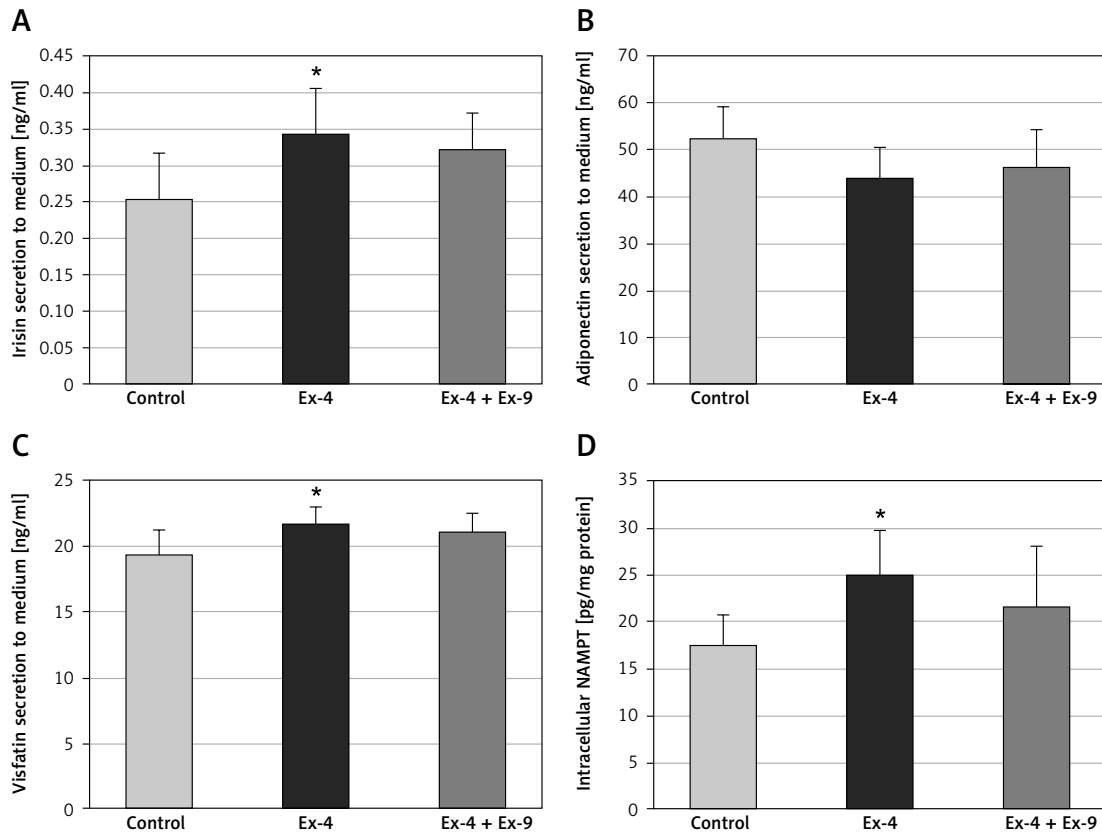 A
Irisin secretion to medium [ng/ml]
0.45
0.40
0.35
0.30
0.25
0.20
0.15
0.10
0.05
0
*
Control
Ex-4
Ex-4 + Ex-9
B
Adiponectin secretion to medium [ng/ml]
70
60
50
40
30
20
10
0
Control
Ex-4
Ex-4 + Ex-9
C
Visfatin secretion to medium [ng/ml]
25
20
15
10
5
0
*
Control
Ex-4
Ex-4 + Ex-9
D
Intracellular NAMPT [pg/mg protein]
35
30
25
20
15
10
5
0
*
Control
Ex-4
Ex-4 + Ex-9